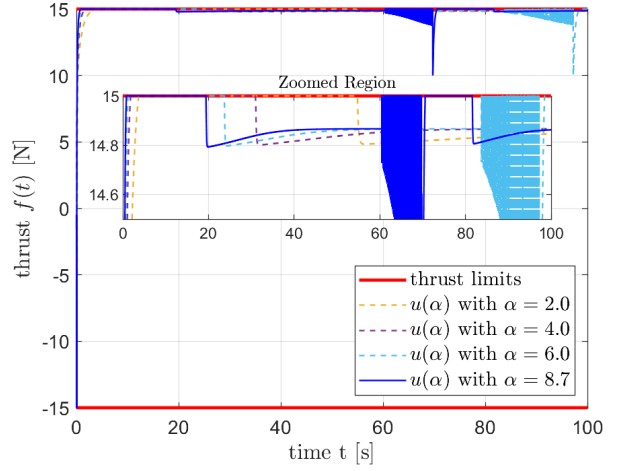 15
10
5
0
-5
-10
-15
thrust f(t) [N]
Zoomed Region
15
14.8
14.6
0 20 40 60 80 100
thrust limits
u(α) with α = 2.0
u(α) with α = 4.0
u(α) with α = 6.0
u(α) with α = 8.7
0 20 40 60 80 100
time t [s]